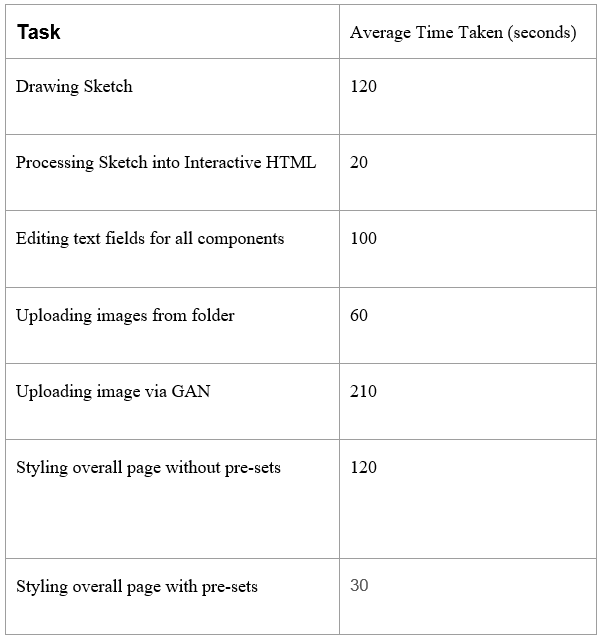 Task Average Time Taken (seconds)
Drawing Sketch 120
Processing Sketch into Interactive HTML 20
Editing text fields for all components 100
Uploading images from folder 60
Uploading image via GAN 210
Styling overall page without pre-sets 120
Styling overall page with pre-sets 30